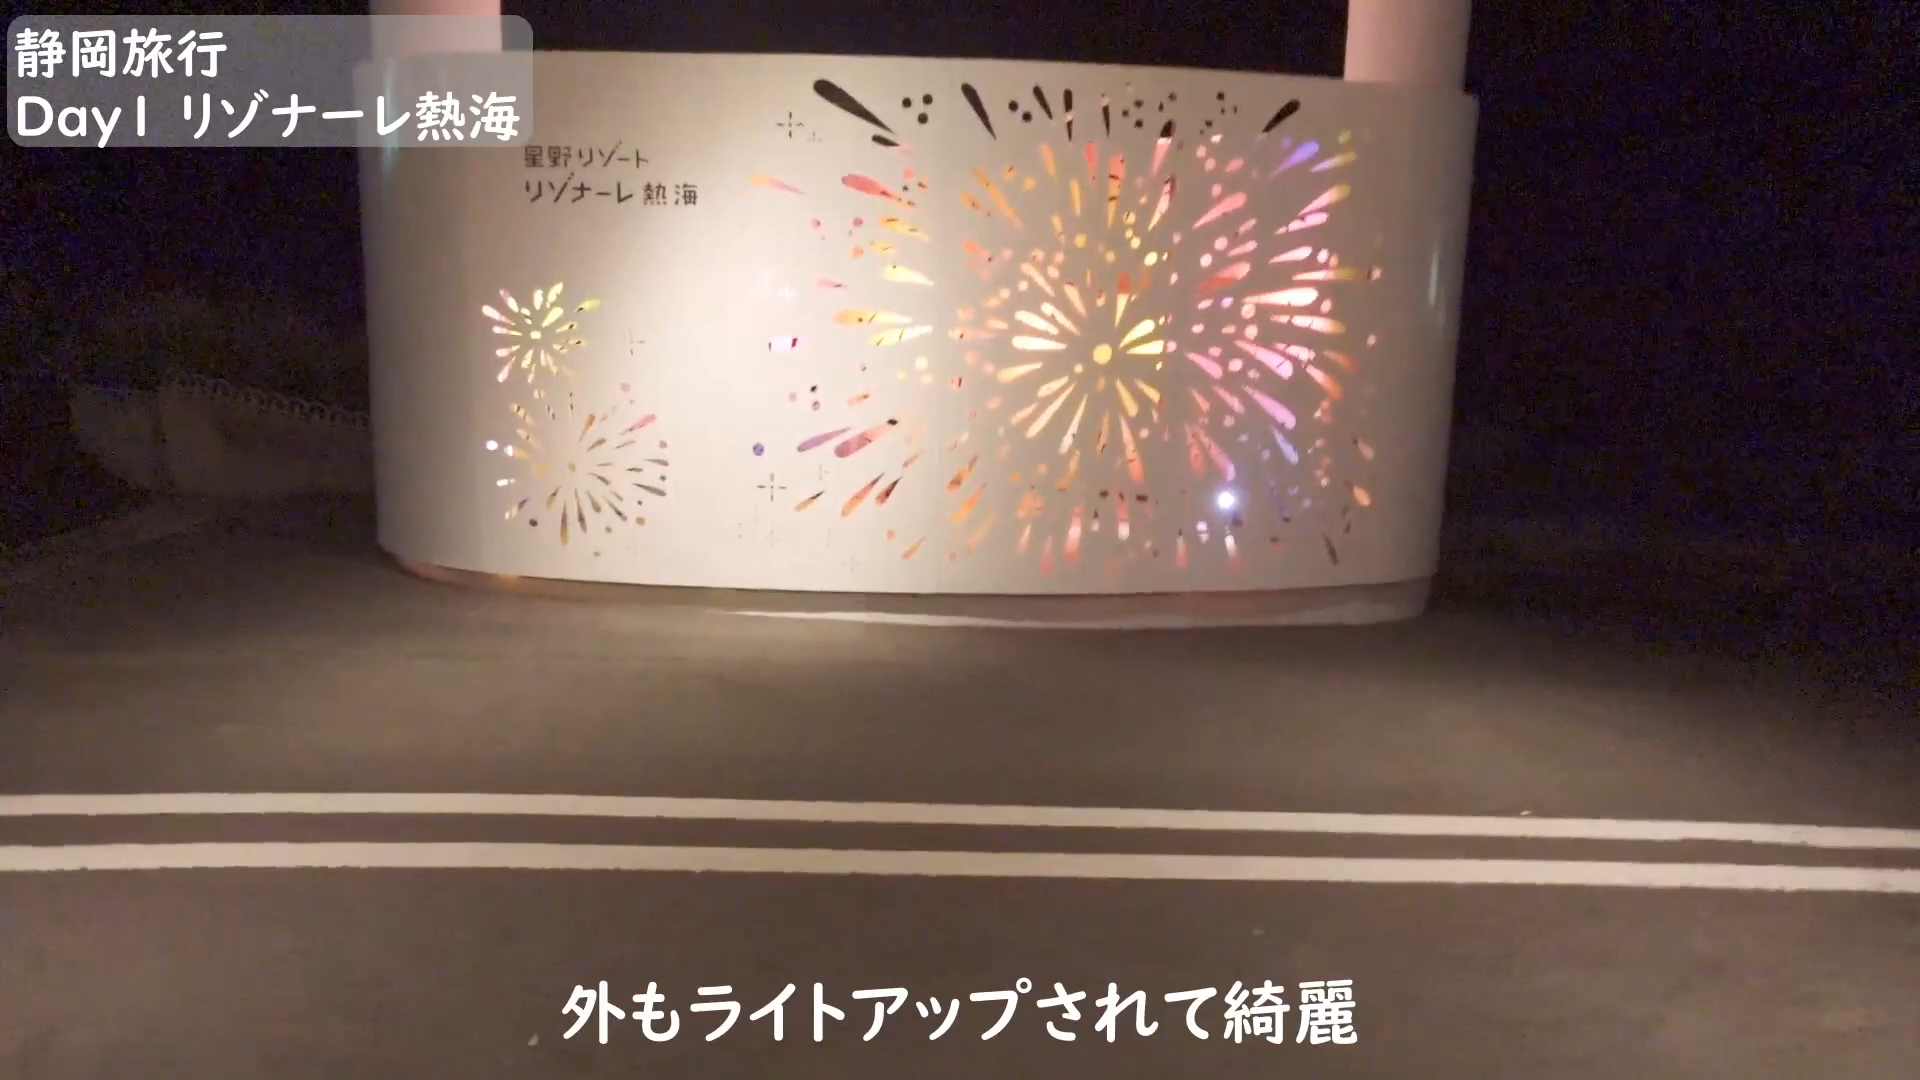 静岡旅行
Day1 リゾナーレ熱海
星野リゾート
リゾナーレ 熱海
外もライトアップされて綺麗